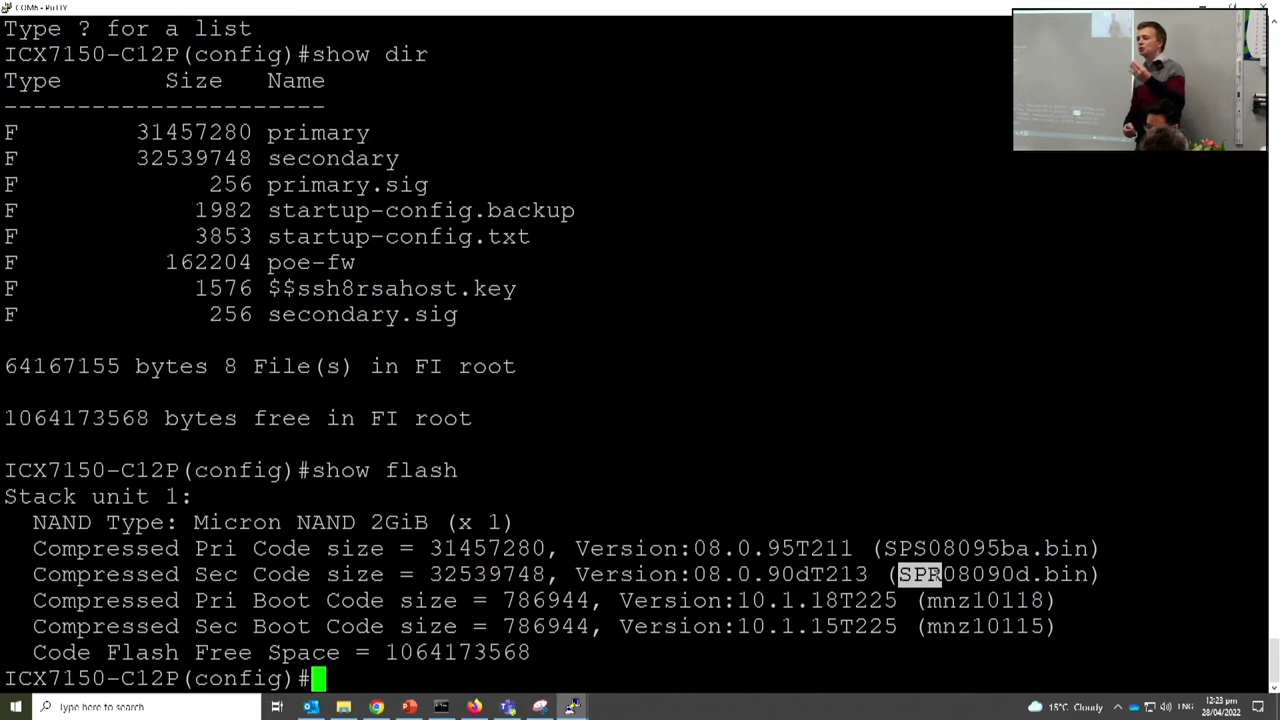 COM6 - PuTTY
Type ? for a list
ICX7150-C12P(config)#show dir
Type         Size   Name
----------------------
F        31457280 primary
F        32539748 secondary
F             256 primary.sig
F            1982 startup-config.backup
F            3853 startup-config.txt
F          162204 poe-fw
F            1576 $$ssh8rsahost.key
F             256 secondary.sig
64167155 bytes 8 File(s) in FI root
1064173568 bytes free in FI root
ICX7150-C12P(config)#show flash
Stack unit 1:
  NAND Type: Micron NAND 2GiB (x 1)
  Compressed Pri Code size = 31457280, Version:08.0.95T211 (SPS08095ba.bin)
  Compressed Sec Code size = 32539748, Version:08.0.90dT213 (SPR08090d.bin)
  Compressed Pri Boot Code size = 786944, Version:10.1.18T225 (mnz10118)
  Compressed Sec Boot Code size = 786944, Version:10.1.15T225 (mnz10115)
  Code Flash Free Space = 1064173568
ICX7150-C12P(config)#
Type here to search
15°C Cloudy
ENG
12:23 pm
28/04/2022